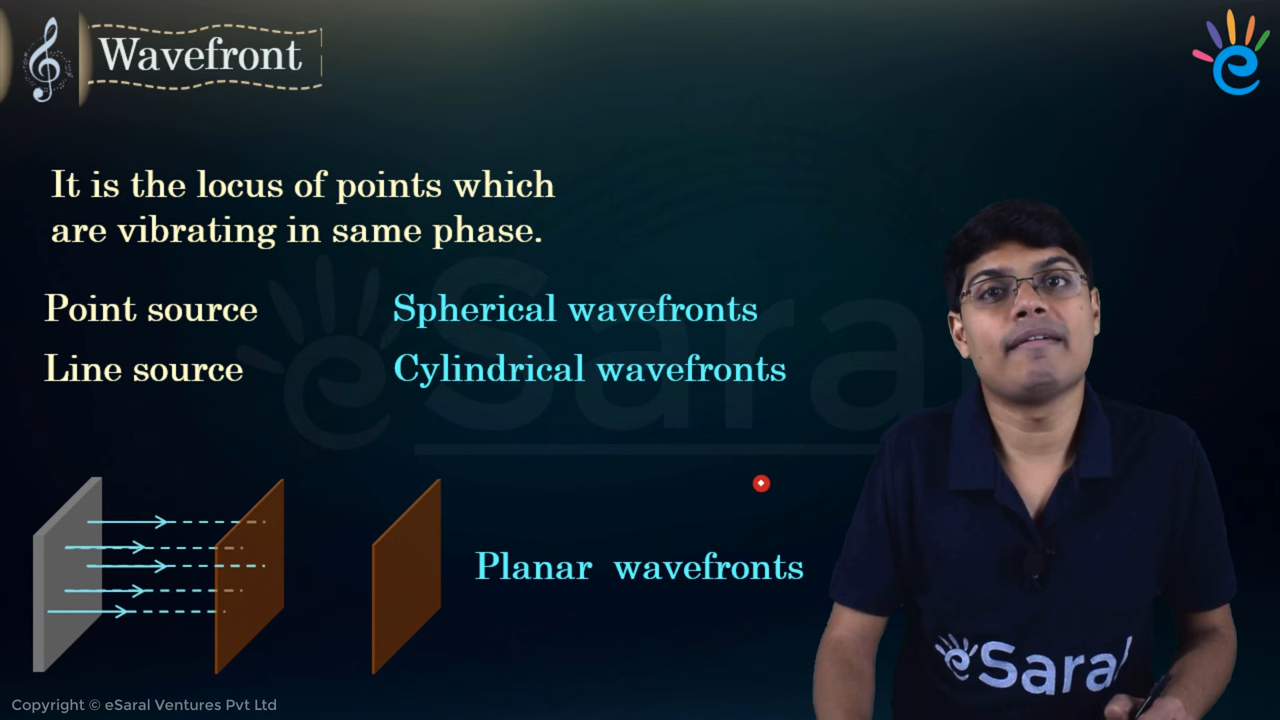 Wavefront
It is the locus of points which
are vibrating in same phase.
Point source
Spherical wavefronts
Line source
Cylindrical wavefronts
Planar wavefronts
eSaral
eSaral
Copyright © eSaral Ventures Pvt Ltd